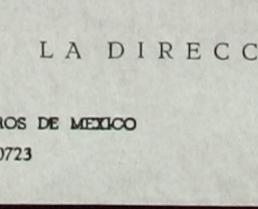 LA DIRECC
ROS DE MEXICO
0723